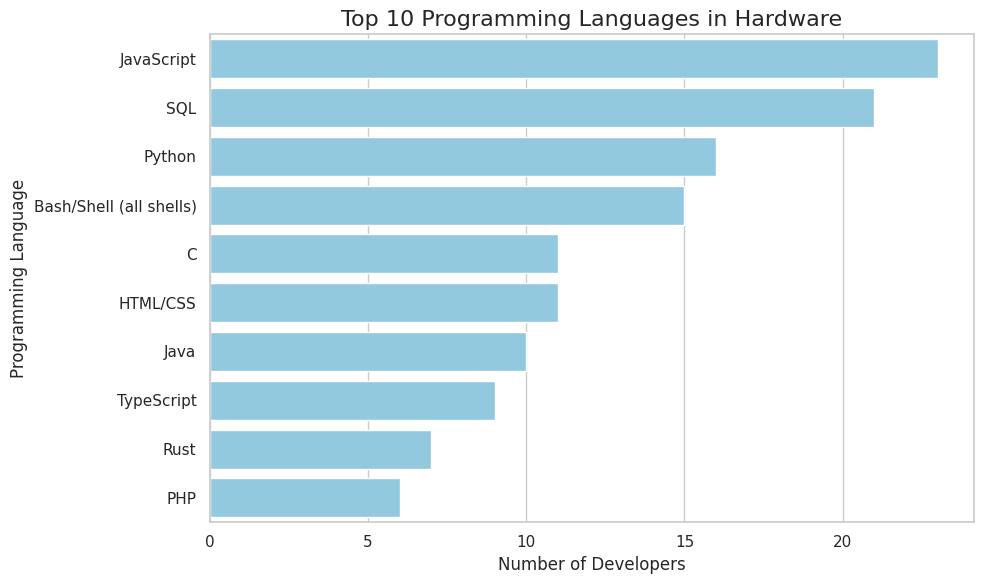 Top 10 Programming Languages in Hardware
Programming Language
JavaScript
SQL
Python
Bash/Shell (all shells)
C
HTML/CSS
Java
TypeScript
Rust
PHP
0 5 10 15 20
Number of Developers